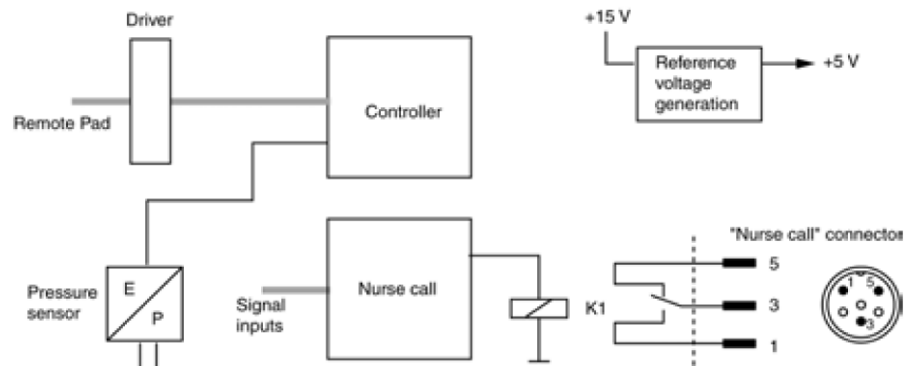 Driver
Remote Pad
Controller
+15 V
Reference
voltage
generation
+5 V
Pressure
sensor
E
P
Signal
inputs
Nurse call
K1
"Nurse call" connector
5
3
1
1
5
3